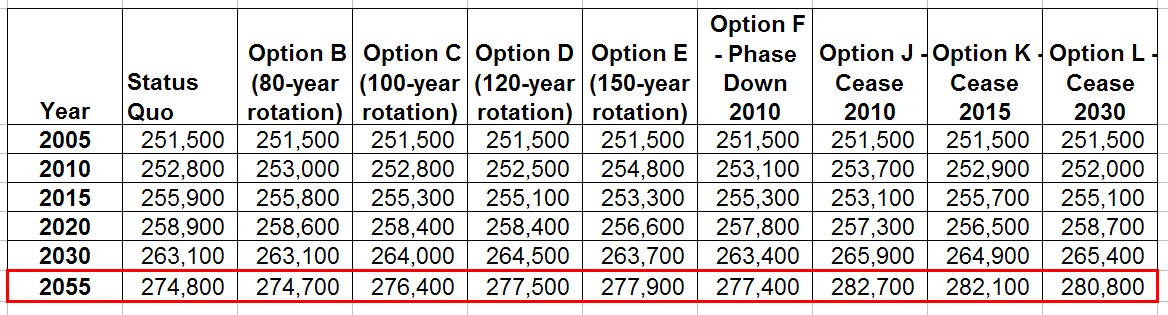 Year Status Quo Option B (80-year rotation) Option C (100-year rotation) Option D (120-year rotation) Option E (150-year rotation) Option F - Phase Down 2010 Option J - Cease 2010 Option K - Cease 2015 Option L - Cease 2030
2005 251,500 251,500 251,500 251,500 251,500 251,500 251,500 251,500 251,500
2010 252,800 253,000 252,800 252,500 254,800 253,100 253,700 252,900 252,000
2015 255,900 255,800 255,300 255,100 253,300 255,300 253,100 255,700 255,100
2020 258,900 258,600 258,400 258,400 256,600 257,800 257,300 256,500 258,700
2030 263,100 263,100 264,000 264,500 263,700 263,400 265,900 264,900 265,400
2055 274,800 274,700 276,400 277,500 277,900 277,400 282,700 282,100 280,800